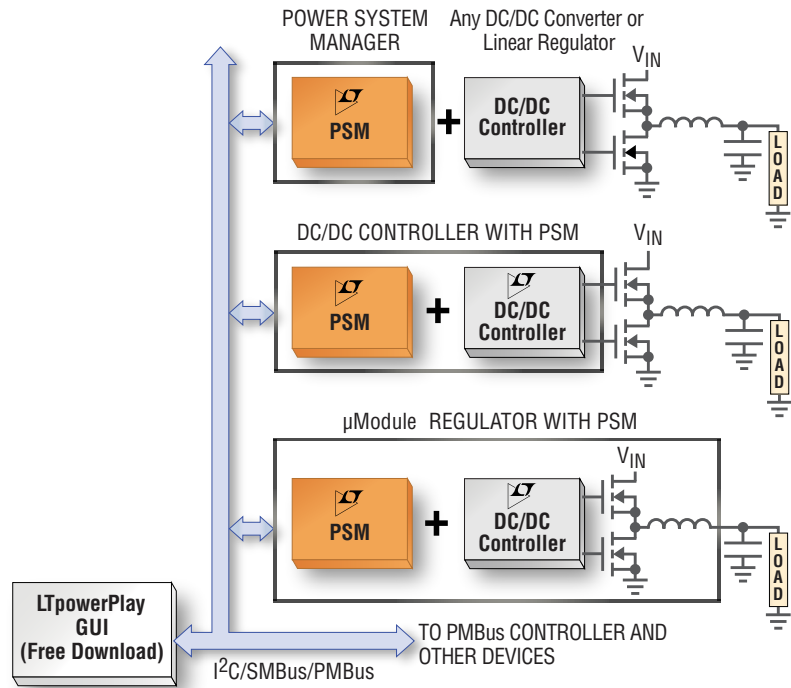 POWER SYSTEM
MANAGER
Any DC/DC Converter or
Linear Regulator
PSM
+
DC/DC
Controller
VIN
LOAD
DC/DC CONTROLLER WITH PSM
PSM
+
DC/DC
Controller
VIN
LOAD
µModule REGULATOR WITH PSM
PSM
+
DC/DC
Controller
VIN
LOAD
LTpowerPlay
GUI
(Free Download)
I2C/SMBus/PMBus
TO PMBus CONTROLLER AND
OTHER DEVICES